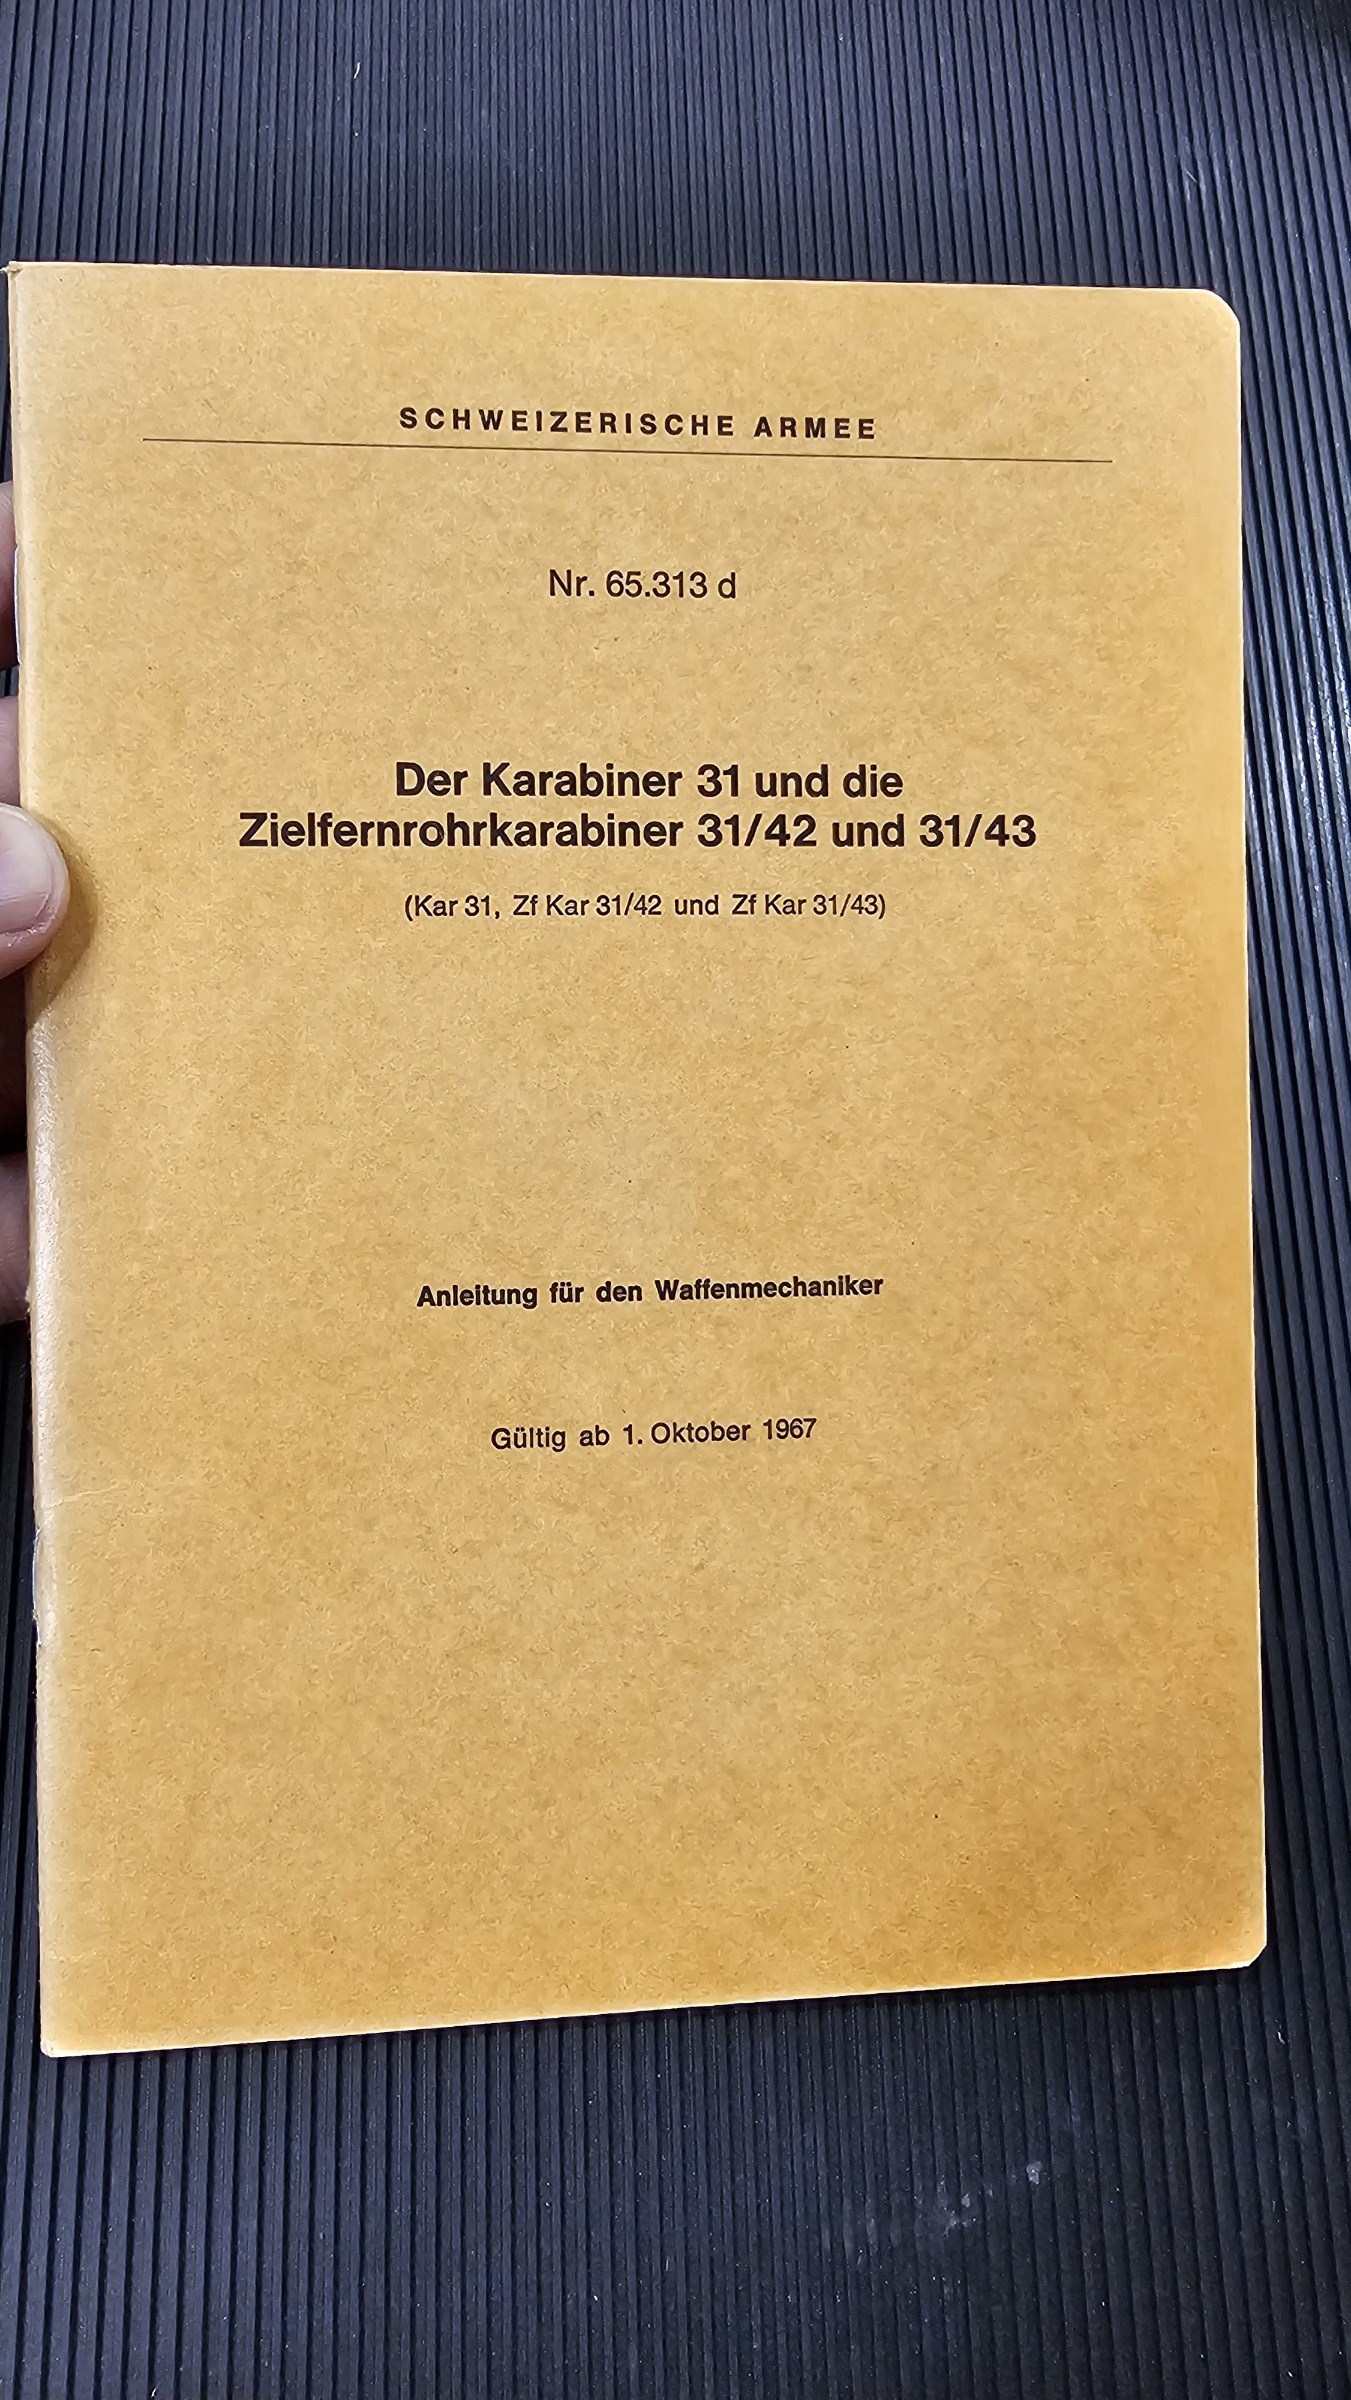 SCHWEIZERISCHE ARMEE
Nr. 65.313 d
Der Karabiner 31 und die
Zielfernrohrkarabiner 31/42 und 31/43
(Kar 31, Zf Kar 31/42 und Zf Kar 31/43)
Anleitung für den Waffenmechaniker
Gültig ab 1. Oktober 1967